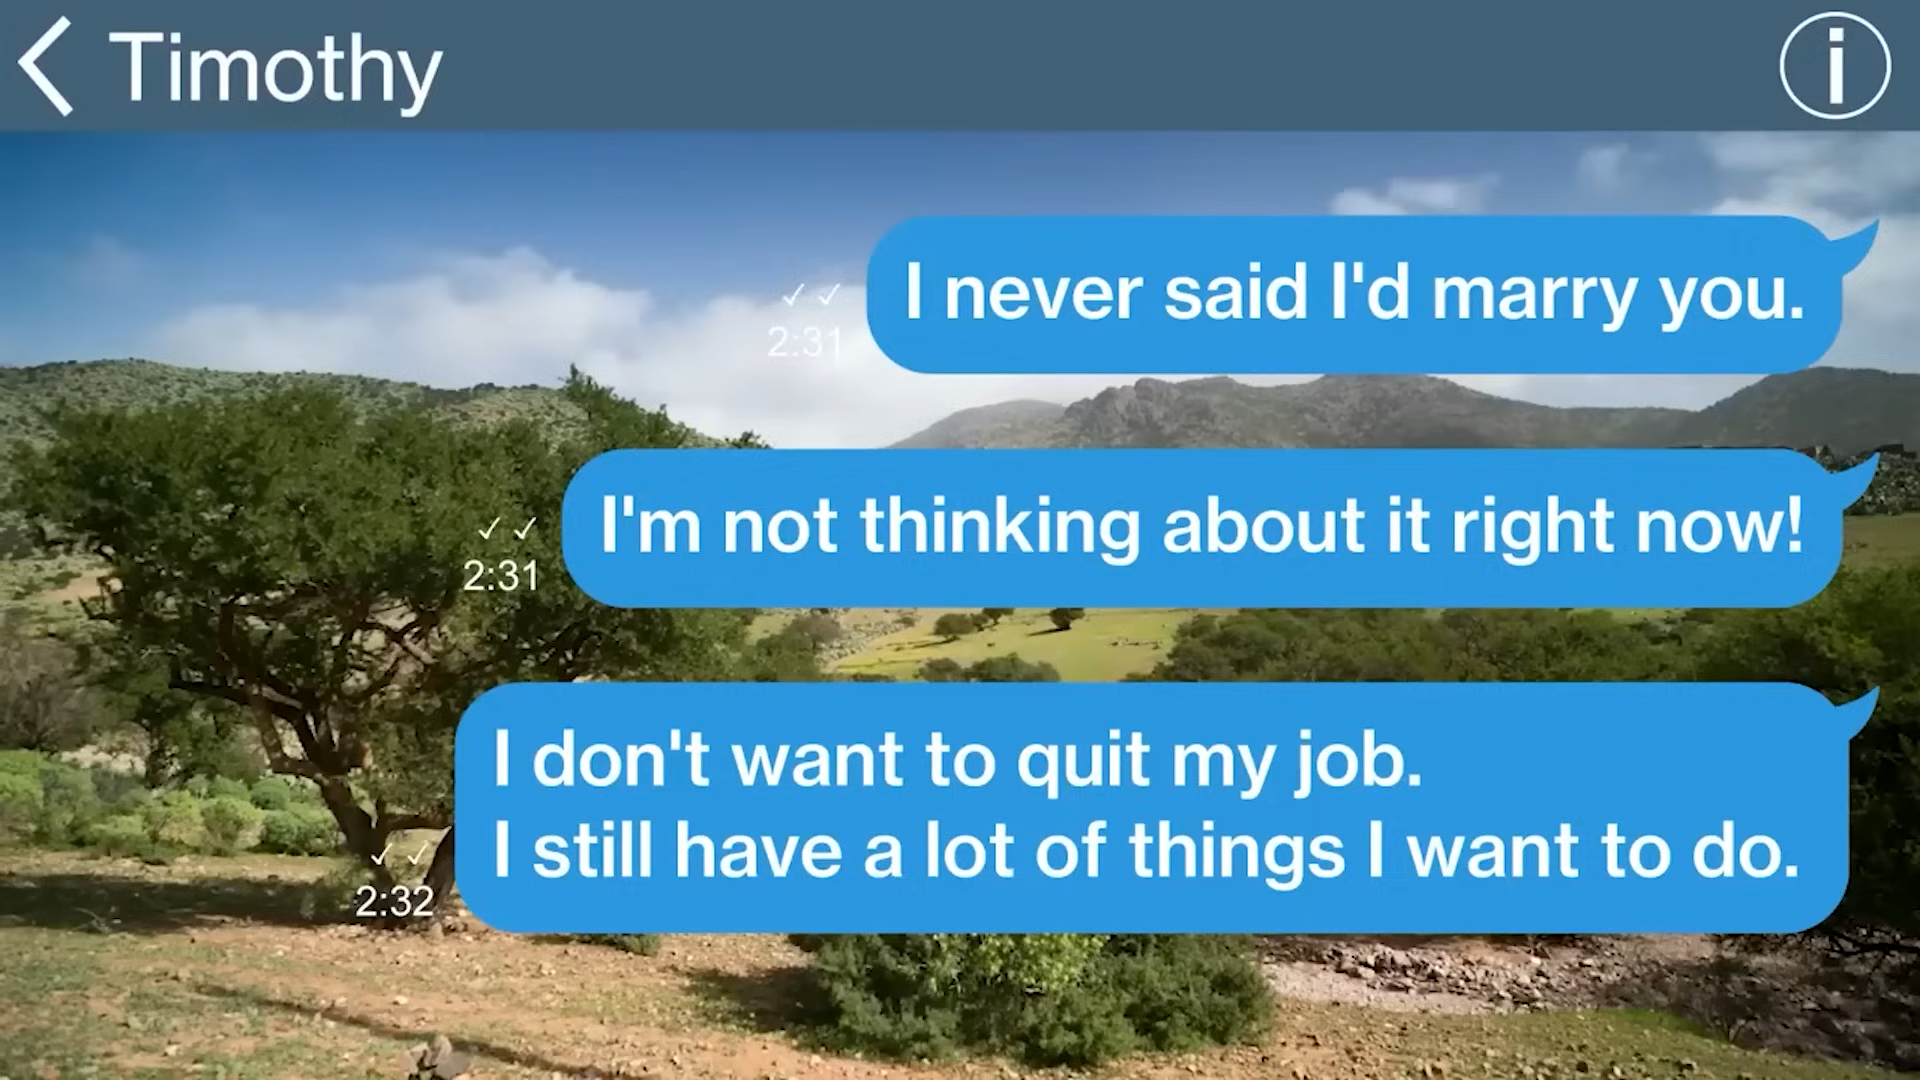 Timothy
i
I never said I'd marry you.
✓✓
2:31
I'm not thinking about it right now!
✓✓
2:31
I don't want to quit my job.
I still have a lot of things I want to do.
✓✓
2:32